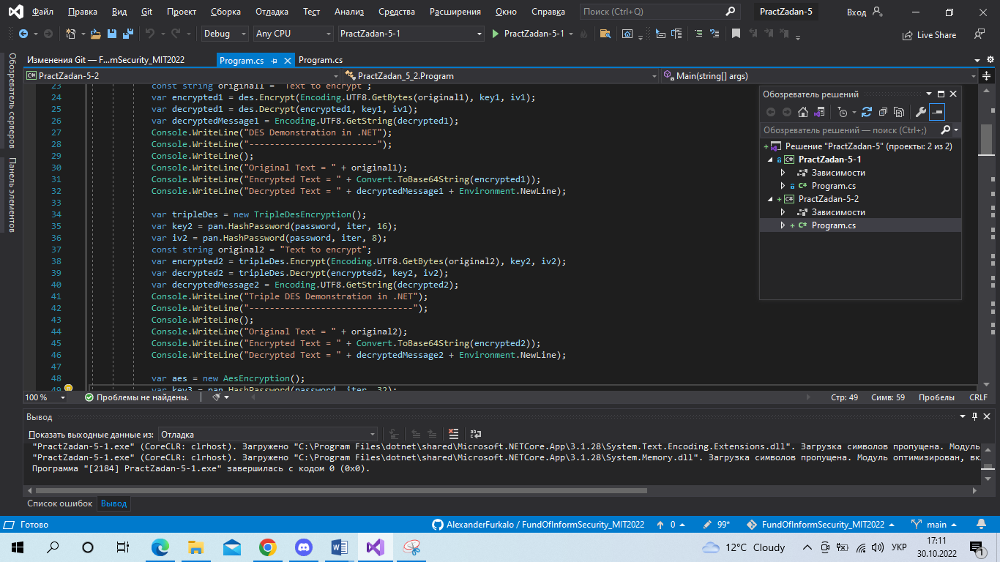 Файл Правка Вид Git Проект Сборка Отладка Тест Анализ Средства Расширения Окно Справка Поиск (Ctrl+Q) PractZadan-5 Вход
Debug Any CPU PractZadan-5-1 PractZadan-5-1 Live Share
Изменения Git — F...mSecurity_MIT2022 Program.cs Program.cs
PractZadan-5-2 PractZadan_5_2.Program Main(string[] args)
Обозреватель серверов
Панель элементов
23 const string original1 = "Text to encrypt";
24 var encrypted1 = des.Encrypt(Encoding.UTF8.GetBytes(original1), key1, iv1);
25 var decrypted1 = des.Decrypt(encrypted1, key1, iv1);
26 var decryptedMessage1 = Encoding.UTF8.GetString(decrypted1);
27 Console.WriteLine("DES Demonstration in .NET");
28 Console.WriteLine("-------------------------");
29 Console.WriteLine();
30 Console.WriteLine("Original Text = " + original1);
31 Console.WriteLine("Encrypted Text = " + Convert.ToBase64String(encrypted1));
32 Console.WriteLine("Decrypted Text = " + decryptedMessage1 + Environment.NewLine);
33
34 var tripleDes = new TripleDesEncryption();
35 var key2 = pan.HashPassword(password, iter, 16);
36 var iv2 = pan.HashPassword(password, iter, 8);
37 const string original2 = "Text to encrypt";
38 var encrypted2 = tripleDes.Encrypt(Encoding.UTF8.GetBytes(original2), key2, iv2);
39 var decrypted2 = tripleDes.Decrypt(encrypted2, key2, iv2);
40 var decryptedMessage2 = Encoding.UTF8.GetString(decrypted2);
41 Console.WriteLine("Triple DES Demonstration in .NET");
42 Console.WriteLine("--------------------------------");
43 Console.WriteLine();
44 Console.WriteLine("Original Text = " + original2);
45 Console.WriteLine("Encrypted Text = " + Convert.ToBase64String(encrypted2));
46 Console.WriteLine("Decrypted Text = " + decryptedMessage2 + Environment.NewLine);
47
48 var aes = new AesEncryption();
49 var key3 = pan.HashPassword(password, iter, 32);
Обозреватель решений
Обозреватель решений — поиск (Ctrl+;)
Решение "PractZadan-5" (проекты: 2 из 2)
PractZadan-5-1
Зависимости
Program.cs
PractZadan-5-2
Зависимости
Program.cs
100 % Проблемы не найдены. Стр: 49 Симв: 59 Пробелы CRLF
Вывод
Показать выходные данные из: Отладка
"PractZadan-5-1.exe" (CoreCLR: clrhost). Загружено "C:\Program Files\dotnet\shared\Microsoft.NETCore.App\3.1.28\System.Text.Encoding.Extensions.dll". Загрузка символов пропущена. Модуль
"PractZadan-5-1.exe" (CoreCLR: clrhost). Загружено "C:\Program Files\dotnet\shared\Microsoft.NETCore.App\3.1.28\System.Memory.dll". Загрузка символов пропущена. Модуль оптимизирован, вкл
Программа "[2184] PractZadan-5-1.exe" завершилась с кодом 0 (0x0).
Список ошибок Вывод
Готово AlexanderFurkalo / FundOfInformSecurity_MIT2022 0 99* FundOfInformSecurity_MIT2022 main
12°C Cloudy УКР 17:11
30.10.2022 1